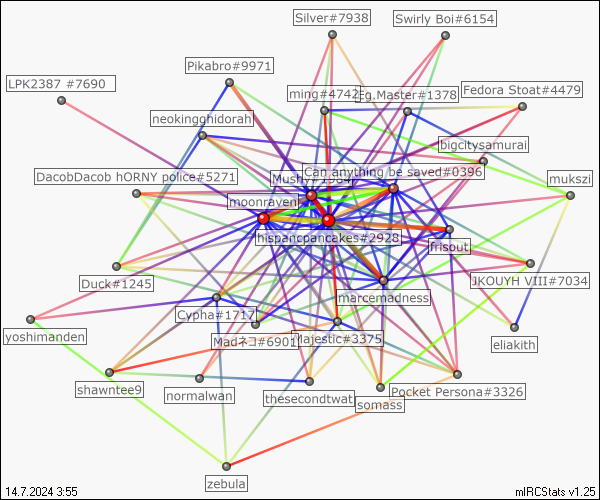 Silver#7938
Swirly Boi#6154
Pikabro#9971
LPK2387 #7690
ming#4742
Eg.Master#1378
Fedora Stoat#4479
neokingghidorah
bigcitysamurai
Can anything be saved#0396
DacobDacob hORNY police#5271
Mushy#1984
mukszi
moonraven
hispancpancakes#2928
frisbut
Duck#1245
JKOUYH VIII#7034
marcemadness
Cypha#1717
yoshimanden
Madネコ#6901
Majestic#3375
eliakith
shawntee9
normalwan
thesecondtwat
somass
Pocket Persona#3326
zebula
14.7.2024 3:55
mIRCStats v1.25